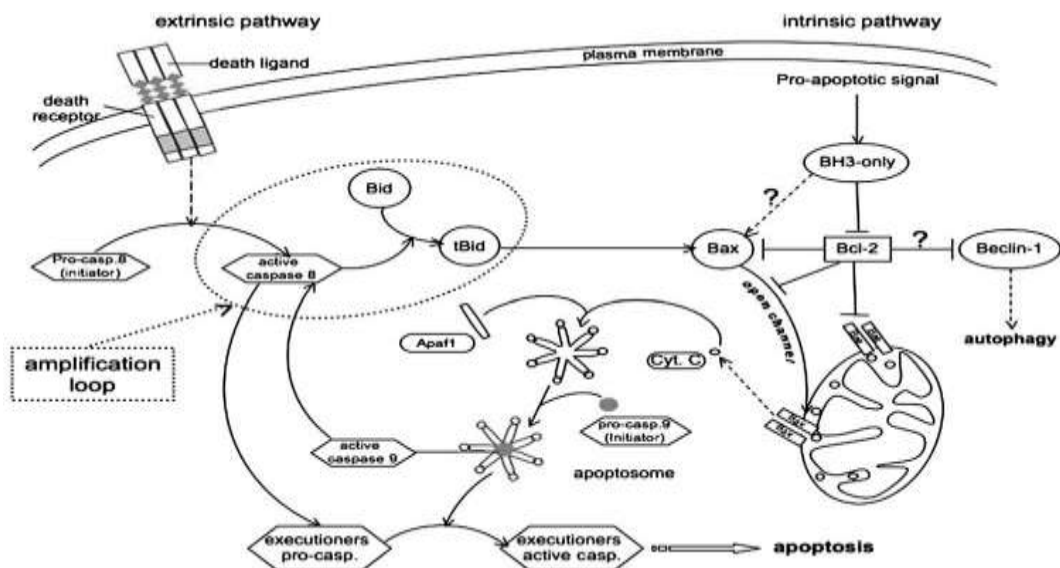 extrinsic pathway
intrinsic pathway
death ligand
plasma membrane
Pro-apoptotic signal
death
receptor
BH3-only
Bid
?
tBid
Bax
Bcl-2
?
Beclin-1
Pro-casp.8
(initiator)
active
caspase 8
open channel
Apaf1
Cyt. C
autophagy
amplification
loop
active
caspase 9
pro-casp.9
(Initiator)
apoptosome
executioners
pro-casp.
executioners
active casp.
apoptosis